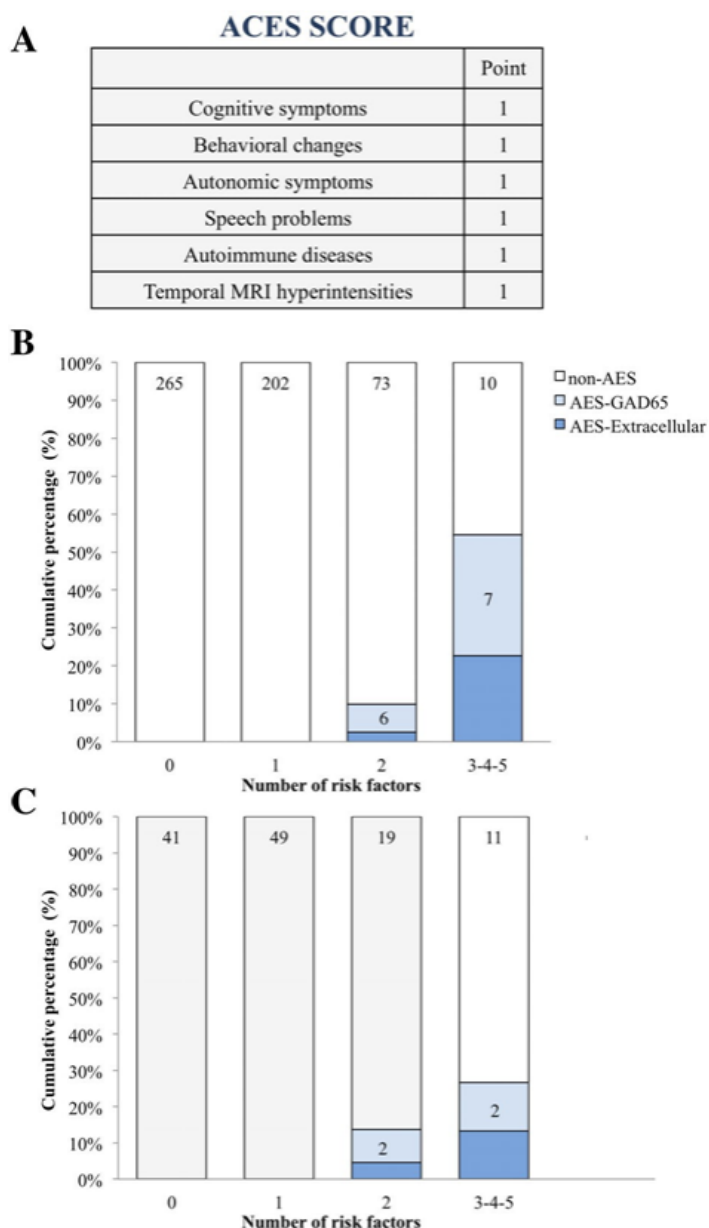 A
ACES SCORE
Point
Cognitive symptoms 1
Behavioral changes 1
Autonomic symptoms 1
Speech problems 1
Autoimmune diseases 1
Temporal MRI hyperintensities 1
B
Cumulative percentage (%)
100%
90%
80%
70%
60%
50%
40%
30%
20%
10%
0%
265 202 73 10
7
6
0 1 2 3-4-5
Number of risk factors
non-AES
AES-GAD65
AES-Extracellular
C
Cumulative percentage (%)
100%
90%
80%
70%
60%
50%
40%
30%
20%
10%
0%
41 49 19 11
2
2
0 1 2 3-4-5
Number of risk factors